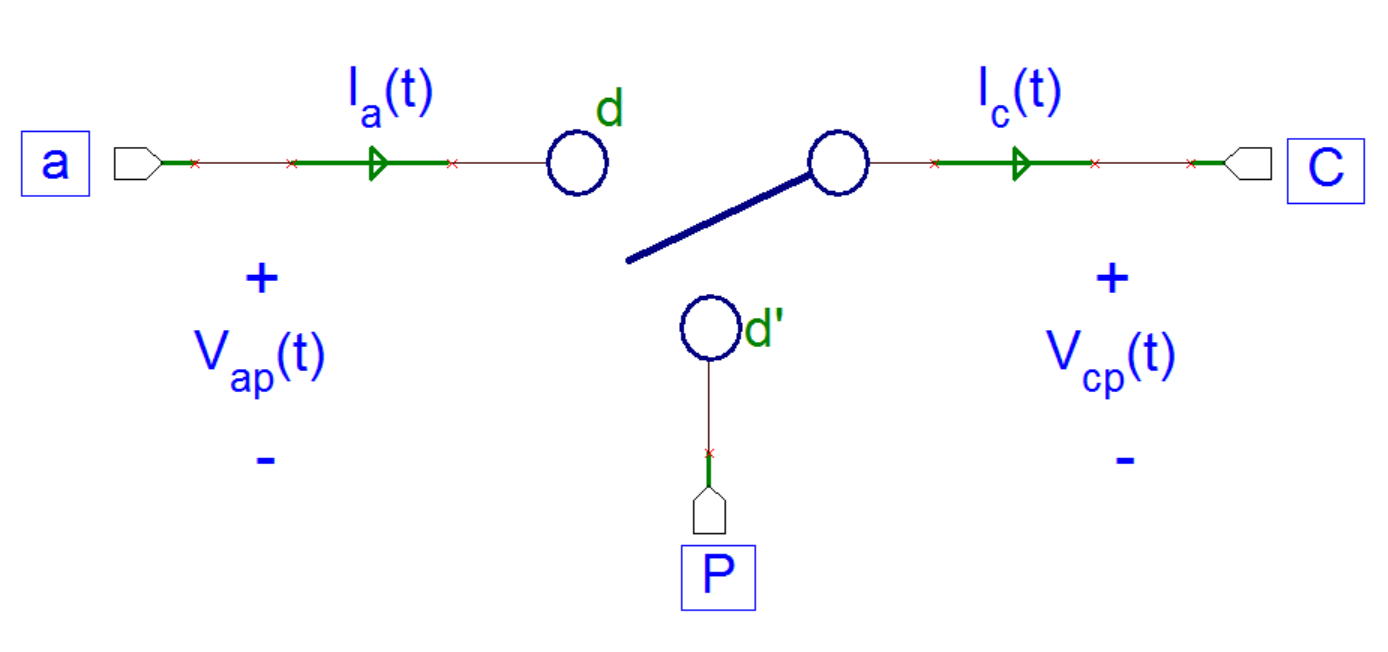 Ia(t)
d
Ic(t)
a
C
+
+
Vap(t)
d'
Vcp(t)
-
-
P